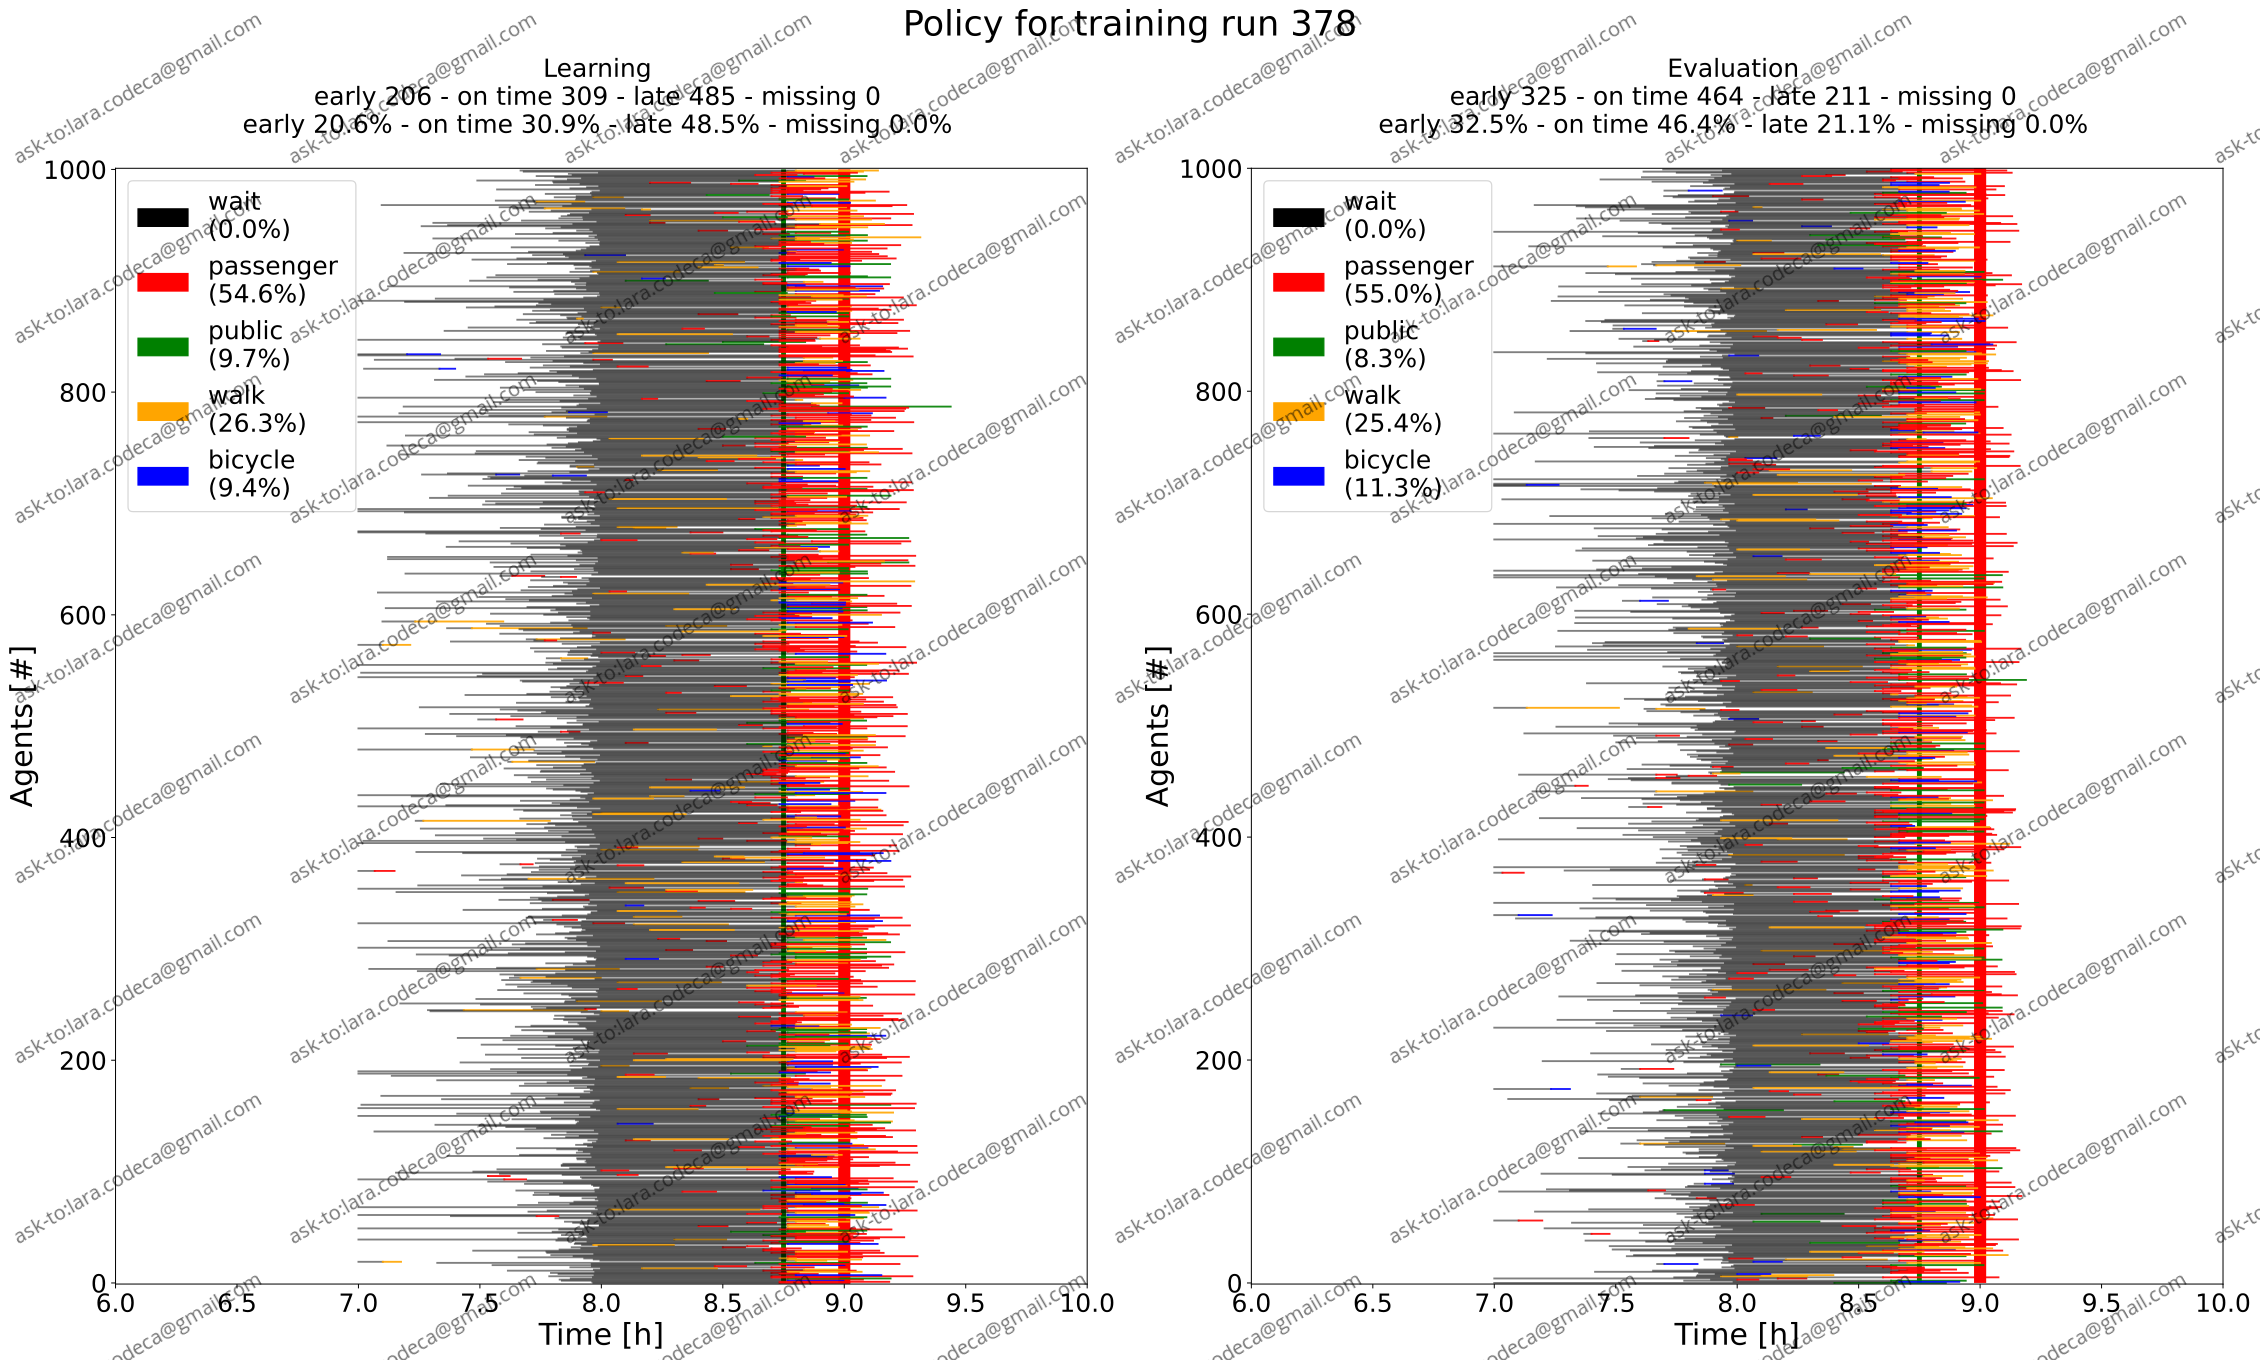 Policy for training run 378
Learning
early 206 - on time 309 - late 485 - missing 0
early 20.6% - on time 30.9% - late 48.5% - missing 0.0%
1000
800
600
400
200
0
Agents [#]
wait
(0.0%)
passenger
(54.6%)
public
(9.7%)
walk
(26.3%)
bicycle
(9.4%)
6.0 6.5 7.0 7.5 8.0 8.5 9.0 9.5 10.0
Time [h]
Evaluation
early 325 - on time 464 - late 211 - missing 0
early 32.5% - on time 46.4% - late 21.1% - missing 0.0%
1000
800
600
400
200
0
Agents [#]
wait
(0.0%)
passenger
(55.0%)
public
(8.3%)
walk
(25.4%)
bicycle
(11.3%)
6.0 6.5 7.0 7.5 8.0 8.5 9.0 9.5 10.0
Time [h]
ask-to:lara.codeca@gmail.com